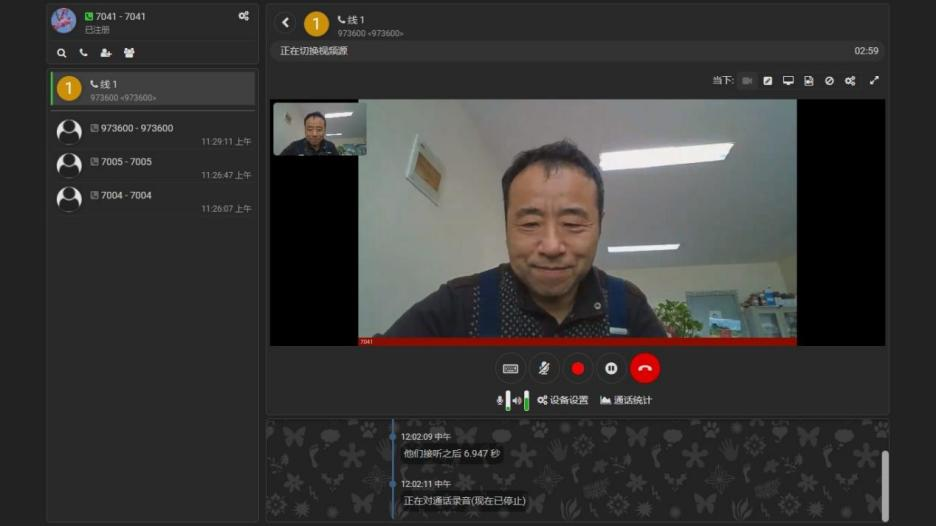 7041 - 7041
已注册
1
线 1
973600 <973600>
973600 - 973600
11:29:11 上午
7005 - 7005
11:26:47 上午
7004 - 7004
11:26:07 上午
1
线 1
973600 <973600>
正在切换视频源
02:59
当下:
7041
设备设置
通话统计
12:02:09 中午
他们接听之后 6.947 秒
12:02:11 中午
正在对通话录音(现在已停止)